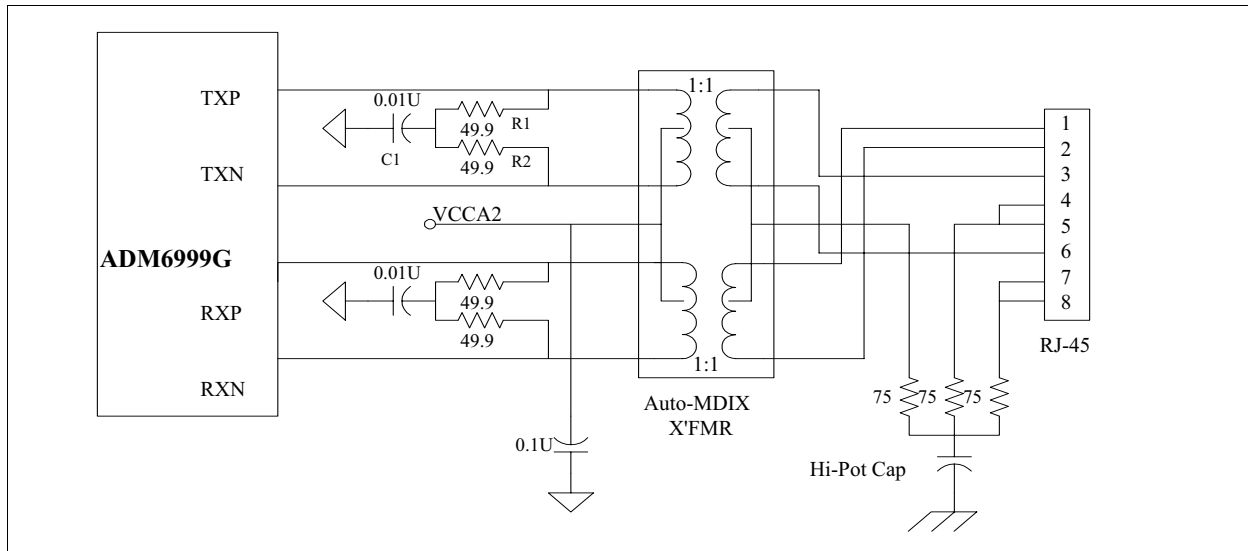 ADM6999G
TXP
TXN
RXP
RXN
0.01U
C1
49.9
R1
49.9
R2
VCCA2
0.01U
49.9
49.9
0.1U
1:1
1:1
Auto-MDIX
X'FMR
1
2
3
4
5
6
7
8
RJ-45
75
75
75
Hi-Pot Cap